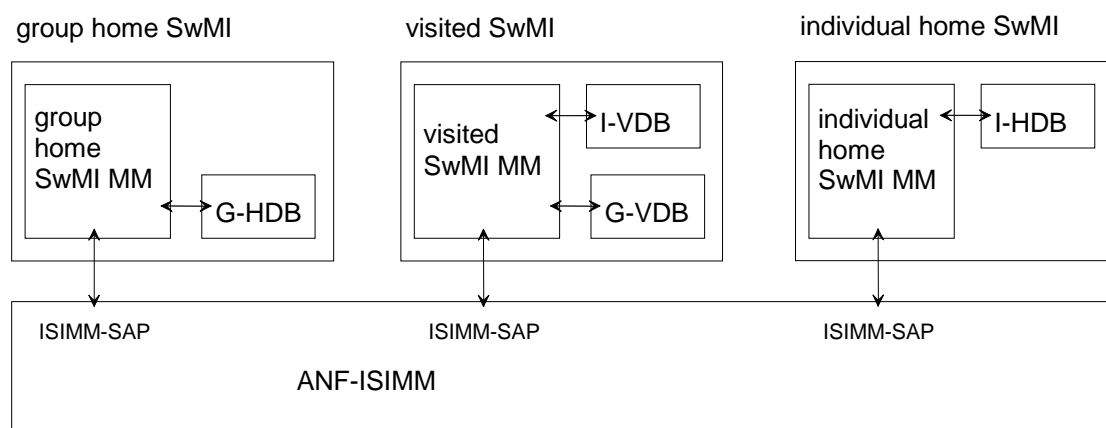 group home SwMI
visited SwMI
individual home SwMI
group
home
SwMI MM
G-HDB
visited
SwMI MM
I-VDB
G-VDB
individual
home
SwMI MM
I-HDB
ISIMM-SAP
ISIMM-SAP
ISIMM-SAP
ANF-ISIMM